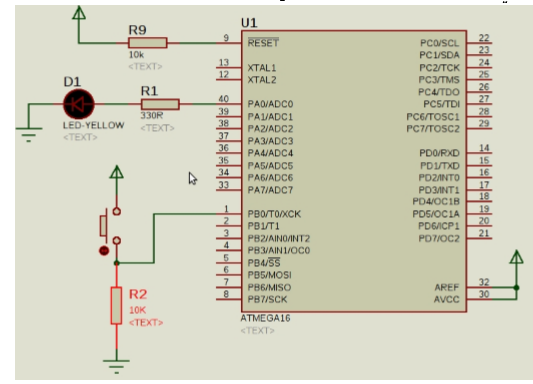 U1
R9
10k
<TEXT>
9 RESET
13 XTAL1
12 XTAL2
40 PA0/ADC0
39 PA1/ADC1
38 PA2/ADC2
37 PA3/ADC3
36 PA4/ADC4
35 PA5/ADC5
34 PA6/ADC6
33 PA7/ADC7
1 PB0/T0/XCK
2 PB1/T1
3 PB2/AIN0/INT2
4 PB3/AIN1/OC0
5 PB4/SS
6 PB5/MOSI
7 PB6/MISO
8 PB7/SCK
PC0/SCL 22
PC1/SDA 23
PC2/TCK 24
PC3/TMS 25
PC4/TDO 26
PC5/TDI 27
PC6/TOSC1 28
PC7/TOSC2 29
PD0/RXD 14
PD1/TXD 15
PD2/INT0 16
PD3/INT1 17
PD4/OC1B 18
PD5/OC1A 19
PD6/ICP1 20
PD7/OC2 21
AREF 32
AVCC 30
ATMEGA16
<TEXT>
D1
LED-YELLOW
<TEXT>
R1
330R
<TEXT>
R2
10K
<TEXT>